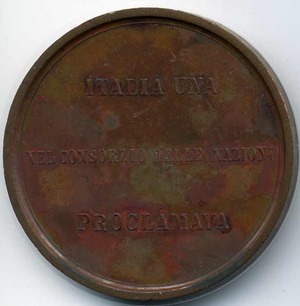 ITALIA UNA
NEL CONSORZIO DELLE NAZIONI
PROCLAMAVA